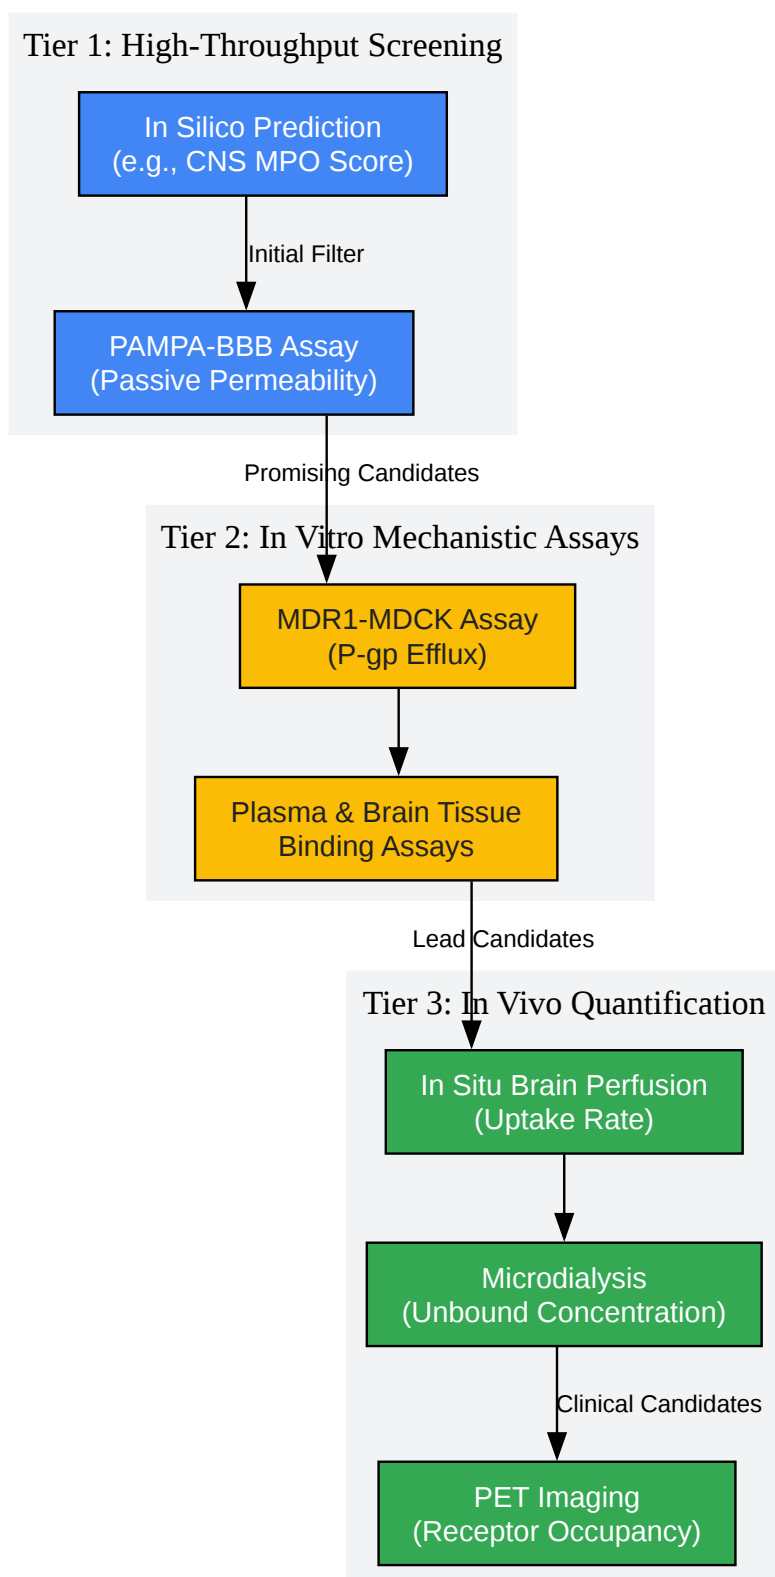 Tier 1: High-Throughput Screening
In Silico Prediction
(e.g., CNS MPO Score)
Initial Filter
PAMPA-BBB Assay
(Passive Permeability)
Promising Candidates
Tier 2: In Vitro Mechanistic Assays
MDR1-MDCK Assay
(P-gp Efflux)
Plasma & Brain Tissue
Binding Assays
Lead Candidates
Tier 3: In Vivo Quantification
In Situ Brain Perfusion
(Uptake Rate)
Microdialysis
(Unbound Concentration)
Clinical Candidates
PET Imaging
(Receptor Occupancy)